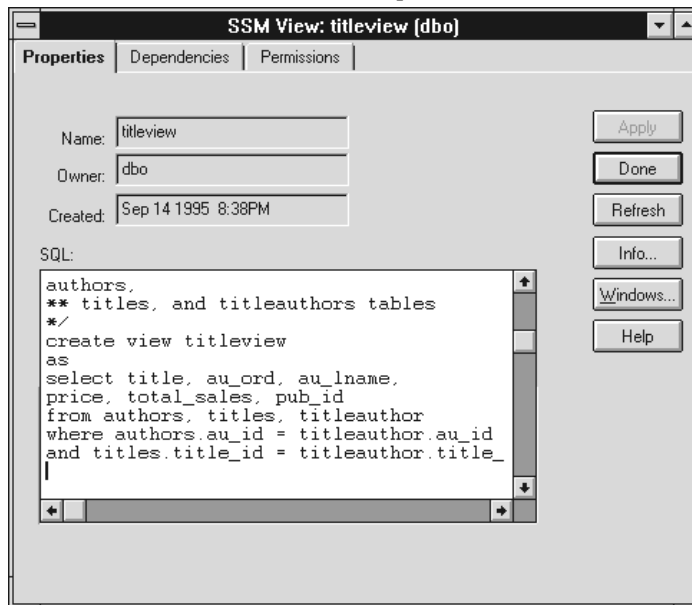 SSM View: titleview (dbo)
Properties Dependencies Permissions
Name: titleview
Owner: dbo
Created: Sep 14 1995 8:38PM
SQL:
authors,
** titles, and titleauthors tables
*/
create view titleview
as
select title, au_ord, au_lname,
price, total_sales, pub_id
from authors, titles, titleauthor
where authors.au_id = titleauthor.au_id
and titles.title_id = titleauthor.title_
Apply
Done
Refresh
Info...
Windows...
Help